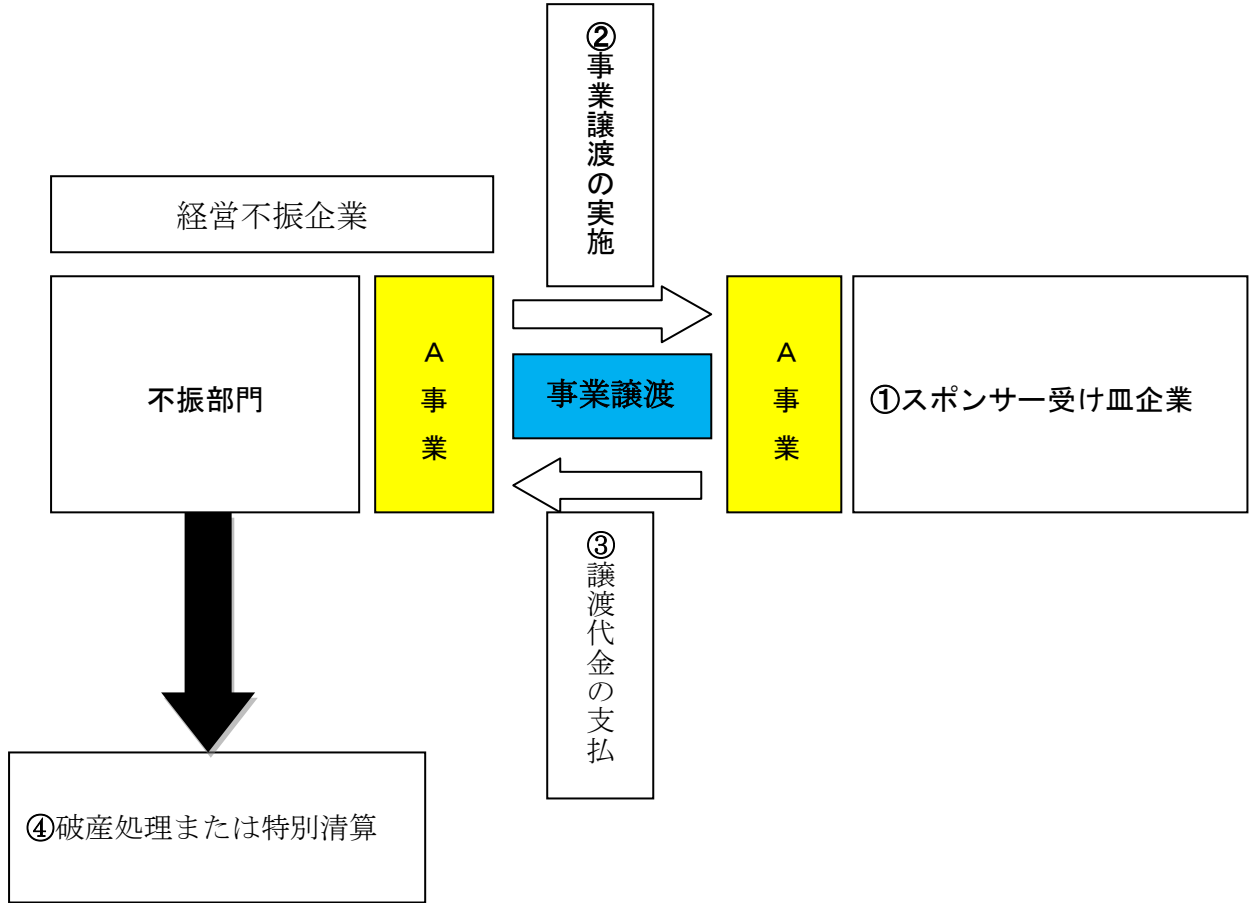 ②事業譲渡の実施
経営不振企業
不振部門
A事業
事業譲渡
A事業
①スポンサー受け皿企業
③譲渡代金の支払
④破産処理または特別清算